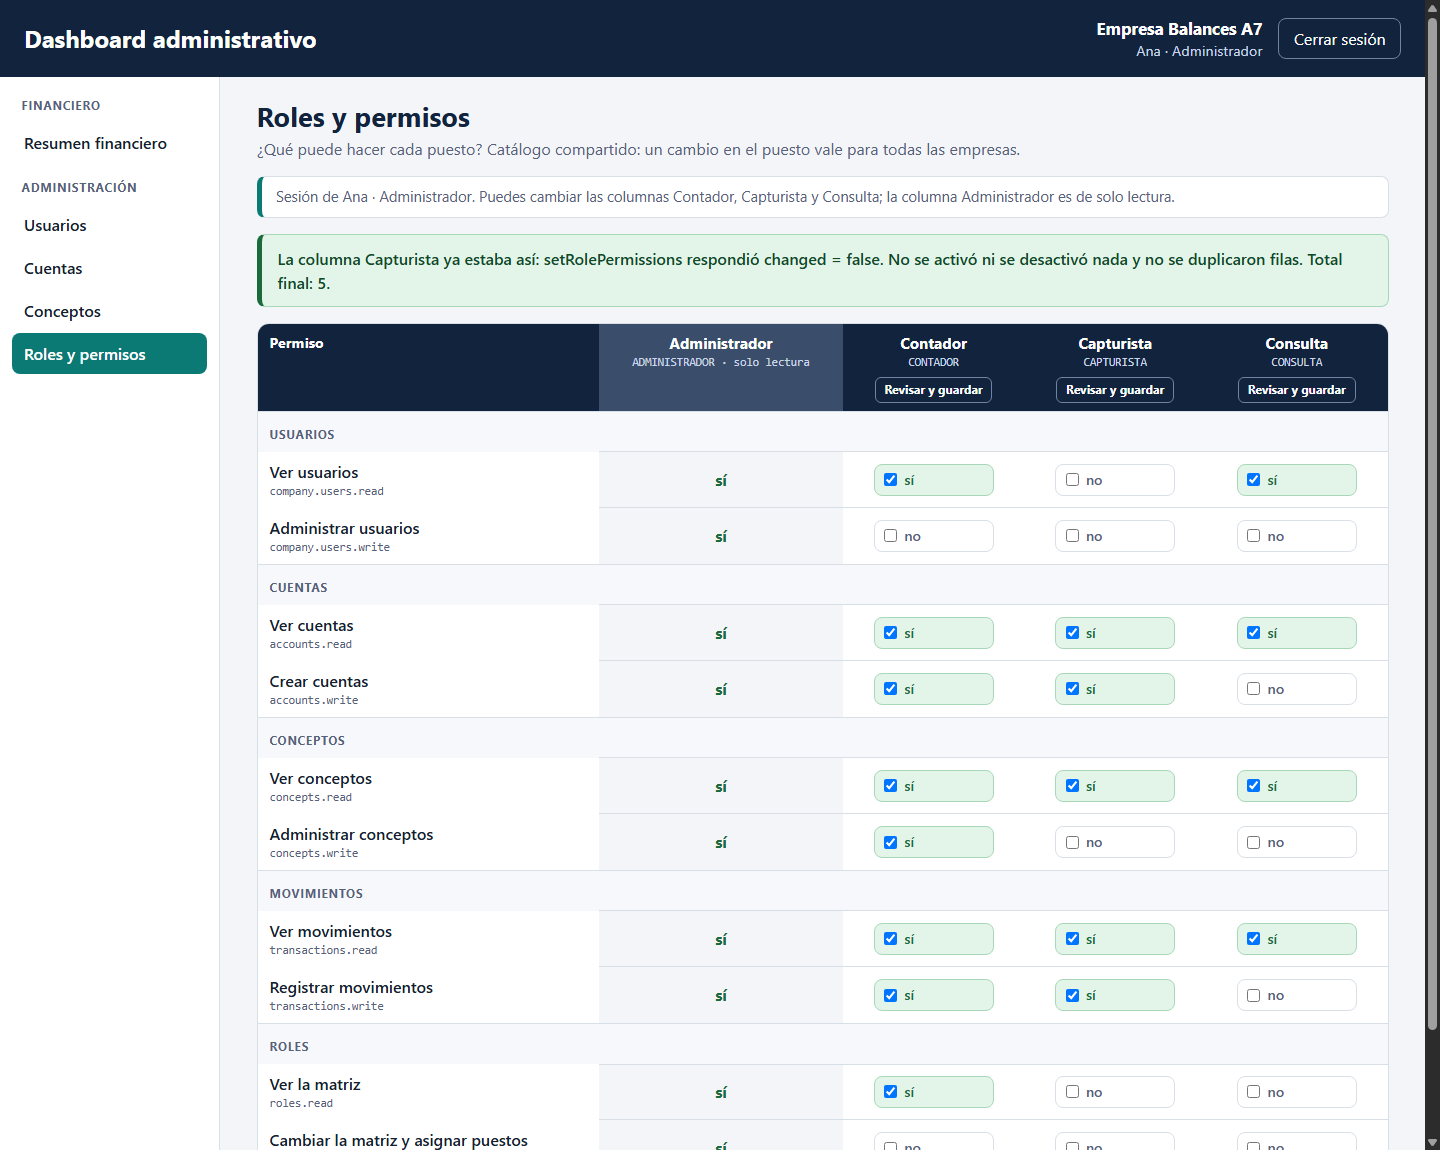 Dashboard administrativo
Empresa Balances A7
Ana · Administrador
Cerrar sesión
FINANCIERO
Resumen financiero
ADMINISTRACIÓN
Usuarios
Cuentas
Conceptos
Roles y permisos
Roles y permisos
¿Qué puede hacer cada puesto? Catálogo compartido: un cambio en el puesto vale para todas las empresas.
Sesión de Ana · Administrador. Puedes cambiar las columnas Contador, Capturista y Consulta; la columna Administrador es de solo lectura.
La columna Capturista ya estaba así: setRolePermissions respondió changed = false. No se activó ni se desactivó nada y no se duplicaron filas. Total
final: 5.
Permiso Administrador Contador Capturista Consulta
ADMINISTRADOR · solo lectura CONTADOR CAPTURISTA CONSULTA
Revisar y guardar Revisar y guardar Revisar y guardar
USUARIOS
Ver usuarios sí sí no sí
company.users.read
Administrar usuarios sí no no no
company.users.write
CUENTAS
Ver cuentas sí sí sí sí
accounts.read
Crear cuentas sí sí sí no
accounts.write
CONCEPTOS
Ver conceptos sí sí sí sí
concepts.read
Administrar conceptos sí sí no no
concepts.write
MOVIMIENTOS
Ver movimientos sí sí sí sí
transactions.read
Registrar movimientos sí sí sí no
transactions.write
ROLES
Ver la matriz sí sí no no
roles.read
Cambiar la matriz y asignar puestos sí no no no